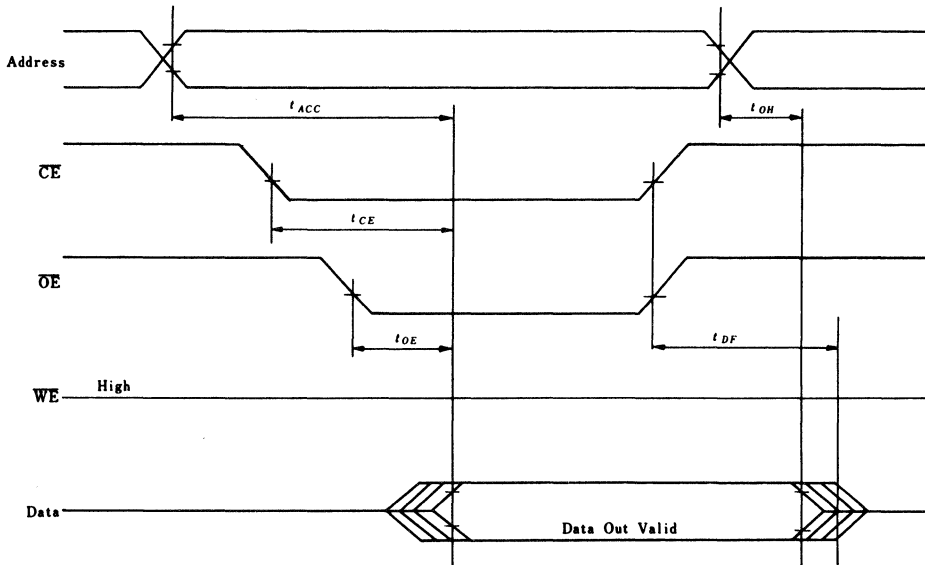 Address
t ACC
t OH
CE
t CE
OE
t OE
t DF
WE
High
Data
Data Out Valid